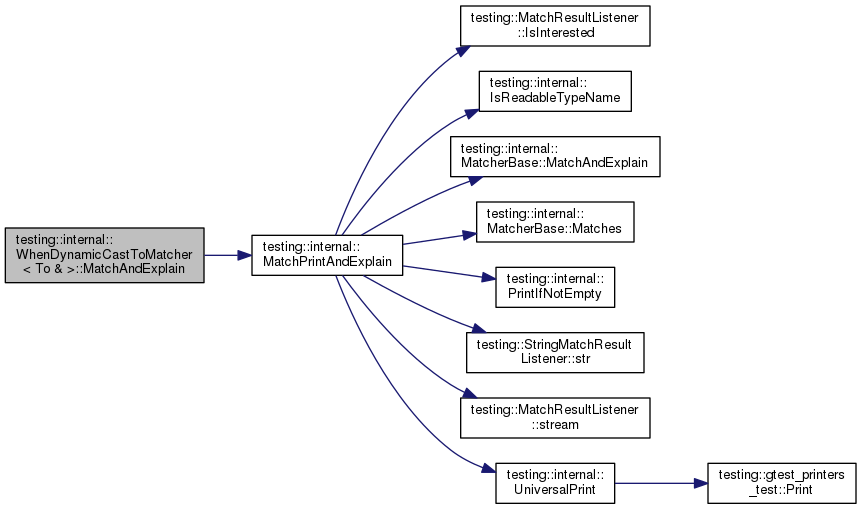 testing::MatchResultListener
::IsInterested
testing::internal::
IsReadableTypeName
testing::internal::
MatcherBase::MatchAndExplain
testing::internal::
WhenDynamicCastToMatcher
< To & >::MatchAndExplain
testing::internal::
MatchPrintAndExplain
testing::internal::
MatcherBase::Matches
testing::internal::
PrintIfNotEmpty
testing::StringMatchResult
Listener::str
testing::MatchResultListener
::stream
testing::internal::
UniversalPrint
testing::gtest_printers
_test::Print